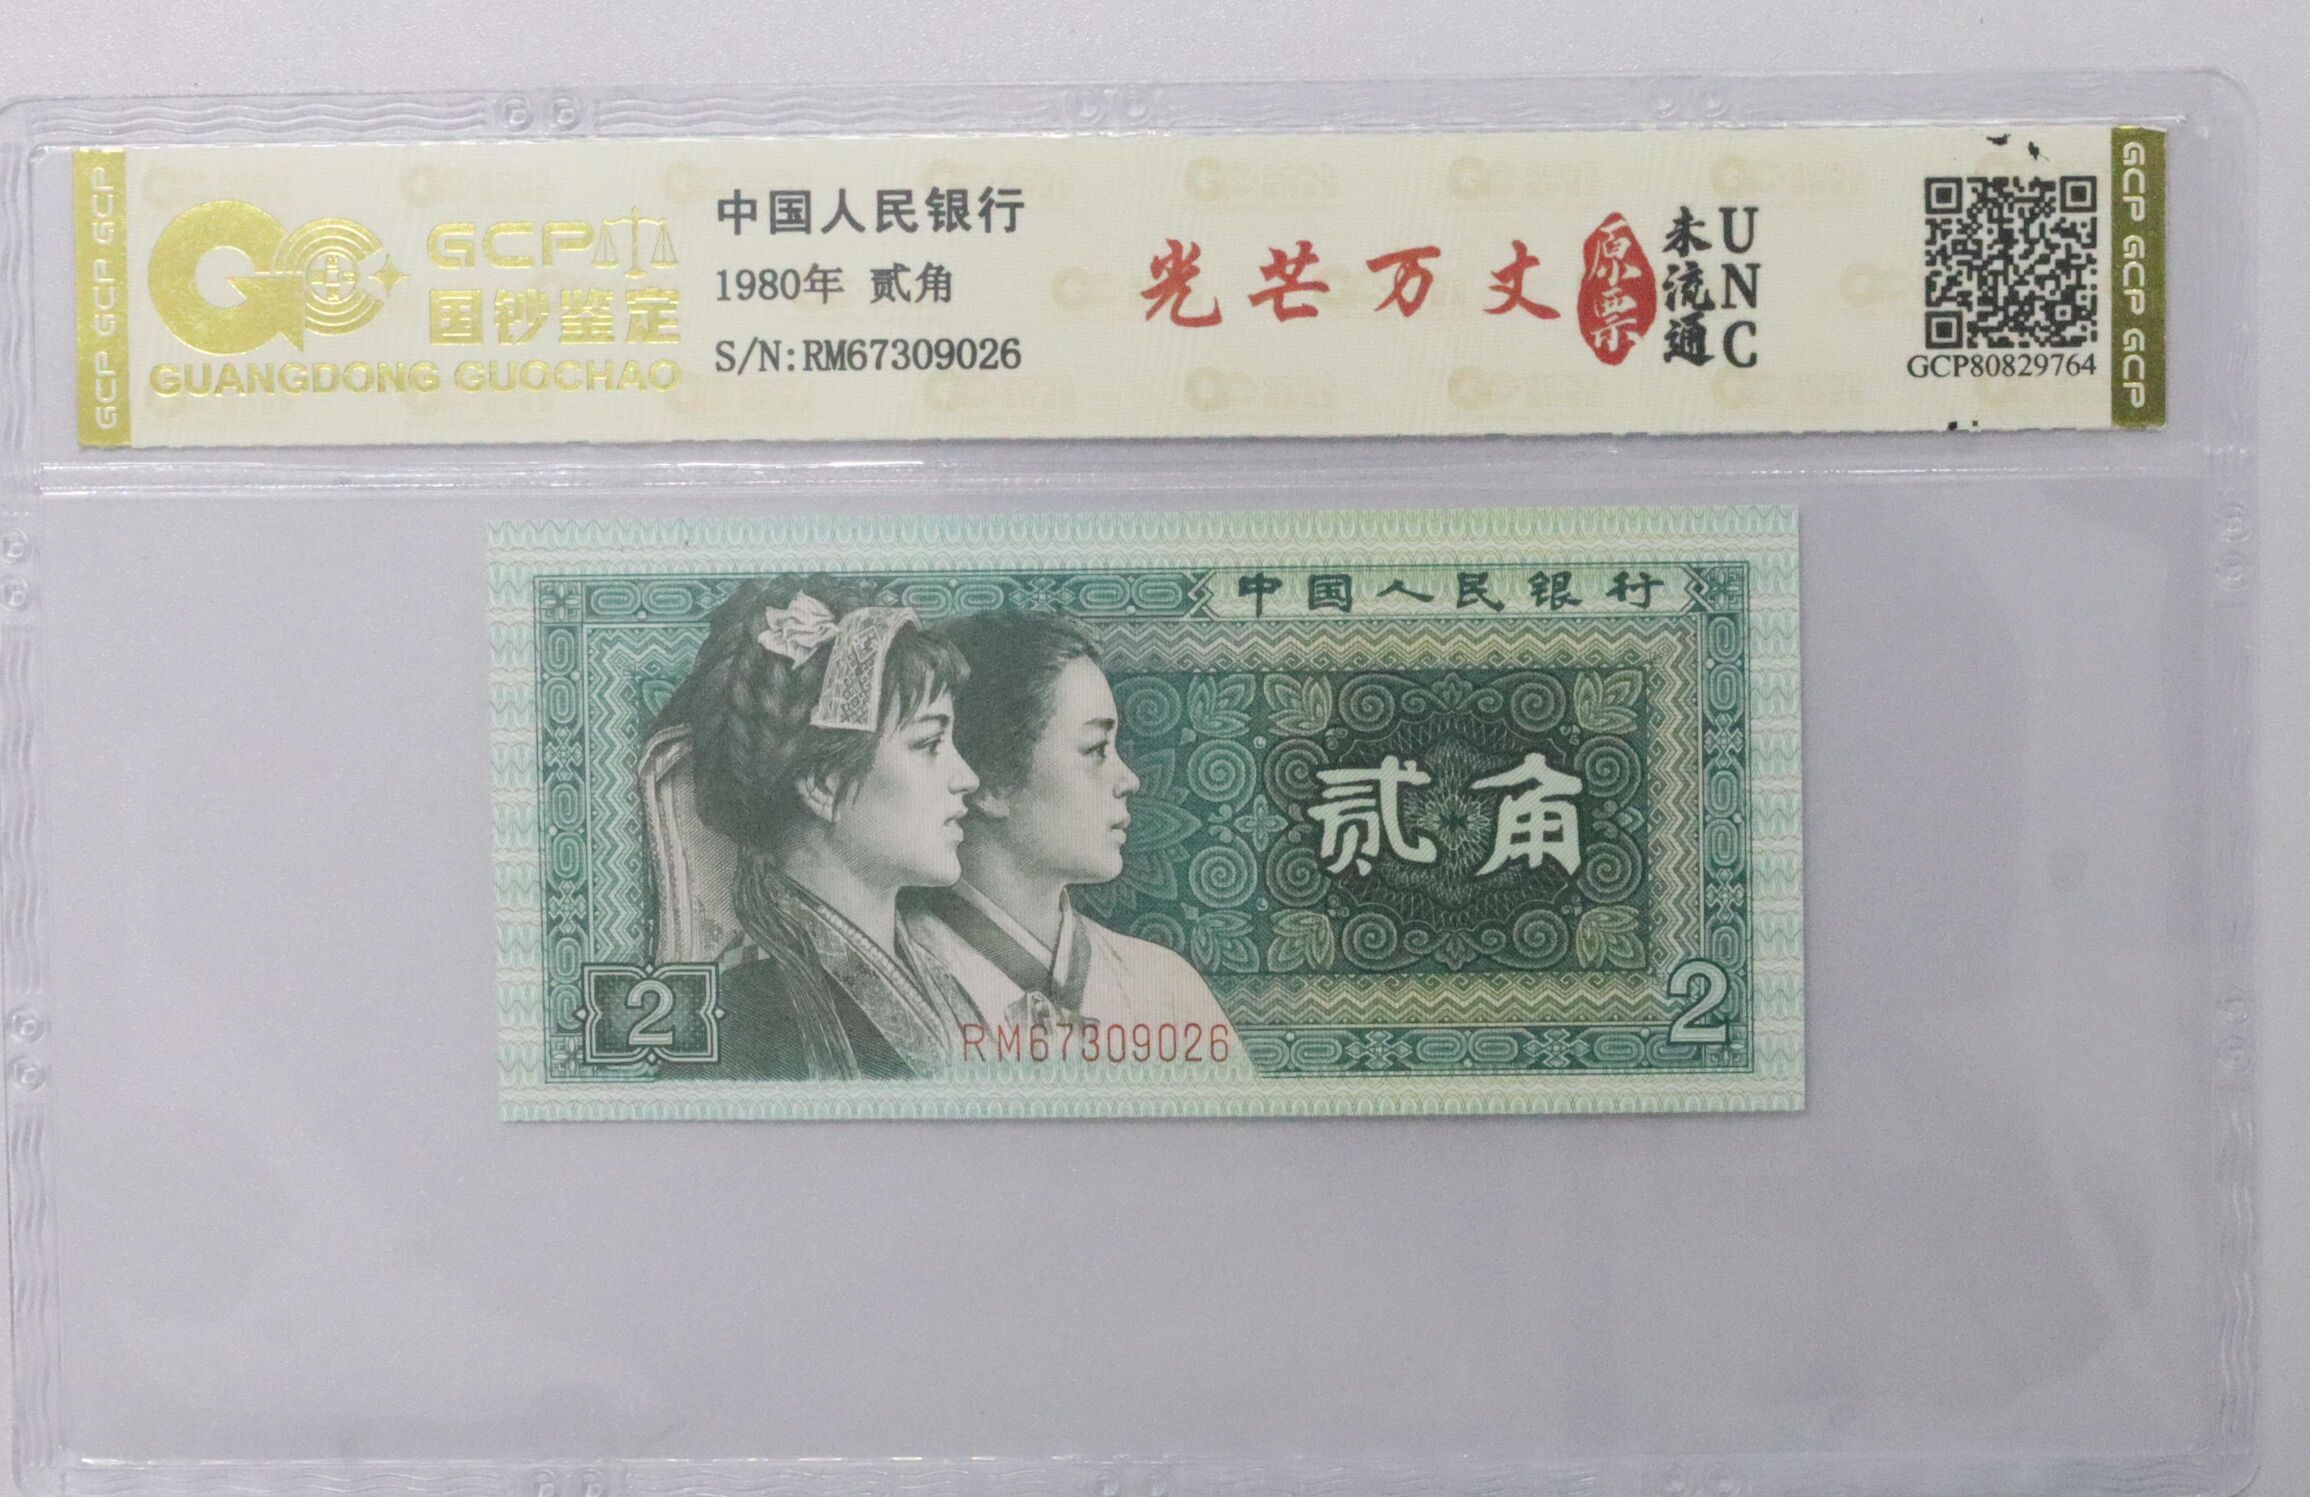 GCP GCP GCP
GCP
国钞鉴定
GUANGDONG GUOCHAO
中国人民银行
1980年 贰角
S/N:RM67309026
光芒万丈
原票
未流通
UNC
GCP80829764
GCP GCP GCP
中国人民银行
贰角
2
2
RM67309026